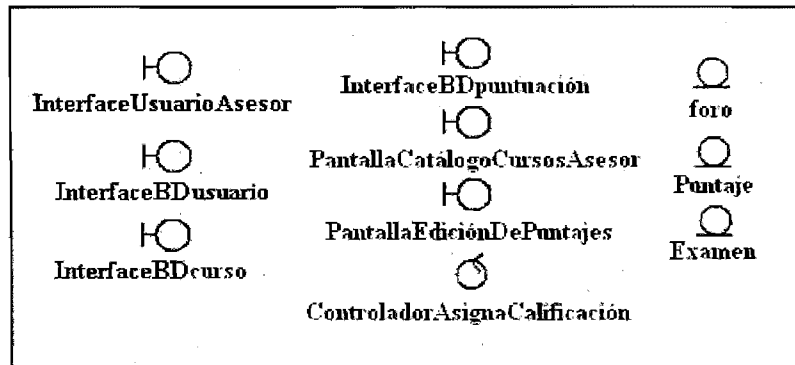 InterfaceUsuarioAsesor
InterfaceBDusuario
InterfaceBDcurso
InterfaceBDpuntuación
PantallaCatálogoCursosAsesor
PantallaEdiciónDePuntajes
ControladorAsignaCalificación
foro
Puntaje
Examen